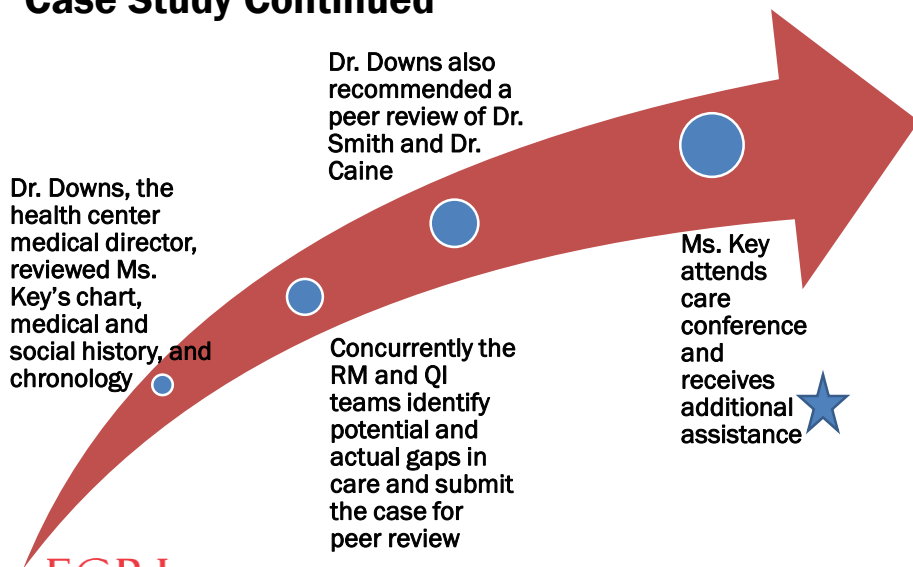 Case Study Continued
Dr. Downs, the
health center
medical director,
reviewed Ms.
Key's chart,
medical and
social history, and
chronology
Dr. Downs also
recommended a
peer review of Dr.
Smith and Dr.
Caine
Concurrently the
RM and QI
teams identify
potential and
actual gaps in
care and submit
the case for
peer review
Ms. Key
attends
care
conference
and
receives
additional
assistance